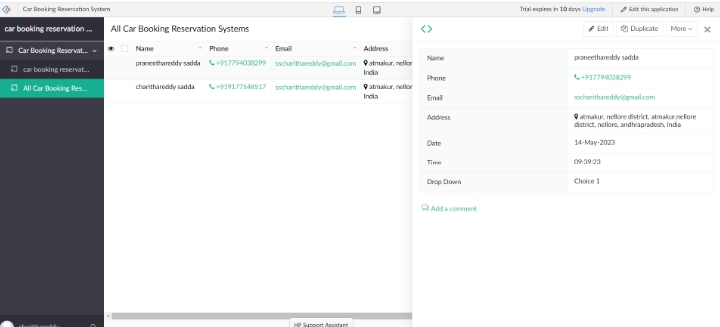 Car Booking Reservation System
Trial expires in 10 days Upgrade
Edit this application
Help
car booking reservation ...
Car Booking Reservat...
car booking reservat...
All Car Booking Res...
All Car Booking Reservation Systems
Name Phone Email Address
praneethareddy sadda +917794038299 sscharithareddy@gmail.com atmakur, nellor
India
charithareddy sadda +919177548517 sscharithareddy@gmail.com atmakur, nellor
India
Edit Duplicate More
Name praneethareddy sadda
Phone +917794038299
Email sscharithareddy@gmail.com
Address atmakur, nellore district, atmakur,nellore
district, nellore, andhrapradesh, India
Date 14-May-2023
Time 09:39:23
Drop Down Choice 1
Add a comment
HP Support Assistant